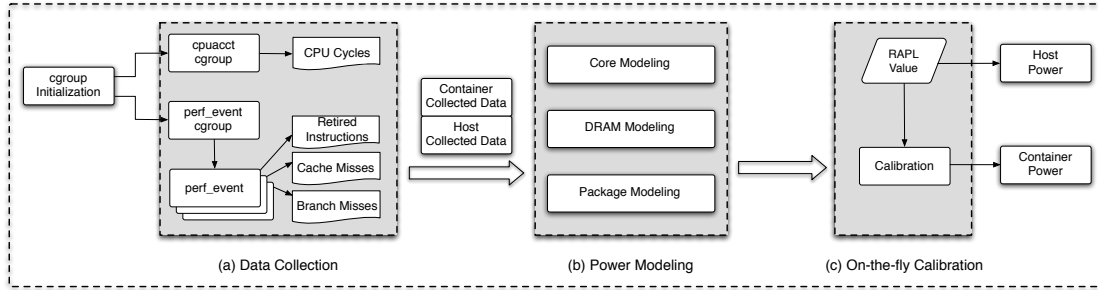 cgroup
Initialization
cpuacct
cgroup
CPU Cycles
perf_event
cgroup
perf_event
Retired
Instructions
Cache Misses
Branch Misses
(a) Data Collection
Container
Collected Data
Host
Collected Data
Core Modeling
DRAM Modeling
Package Modeling
(b) Power Modeling
RAPL
Value
Calibration
(c) On-the-fly Calibration
Host
Power
Container
Power